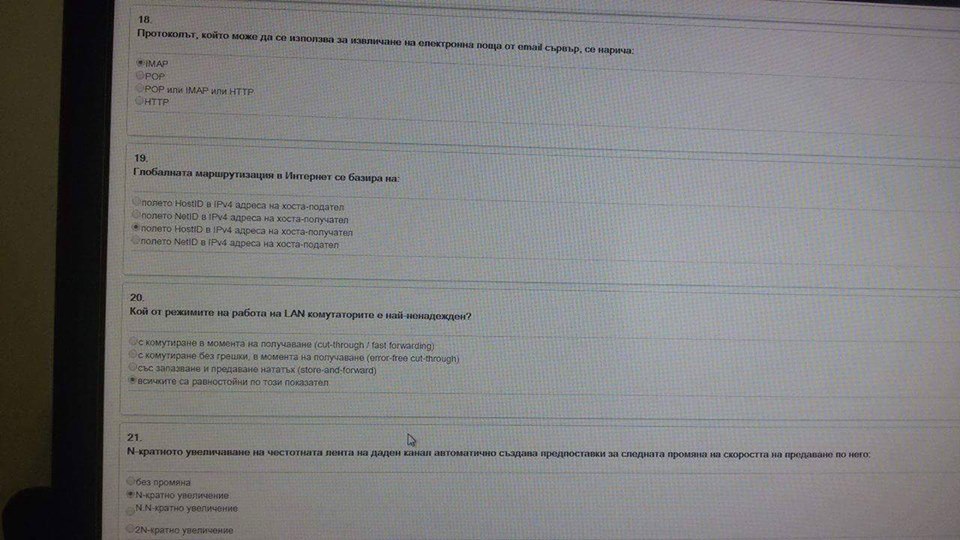 18.
Протоколът, който може да се използва за извличане на електронна поща от email сървър, се нарича:
IMAP
POP
POP или IMAP или HTTP
HTTP
19.
Глобалната маршрутизация в Интернет се базира на:
полето HostID в IPv4 адреса на хоста-подател
полето NetID в IPv4 адреса на хоста-получател
полето HostID в IPv4 адреса на хоста-получател
полето NetID в IPv4 адреса на хоста-подател
20.
Кой от режимите на работа на LAN комутаторите е най-ненадежден?
с комутиране в момента на получаване (cut-through / fast forwarding)
с комутиране без грешки, в момента на получаване (error-free cut-through)
със запазване и предаване нататък (store-and-forward)
всичките са равностойни по този показател
21.
N-кратното увеличаване на честотната лента на даден канал автоматично създава предпоставки за следната промяна на скоростта на предаване по него:
без промяна
N-кратно увеличение
N.N-кратно увеличение
2N-кратно увеличение